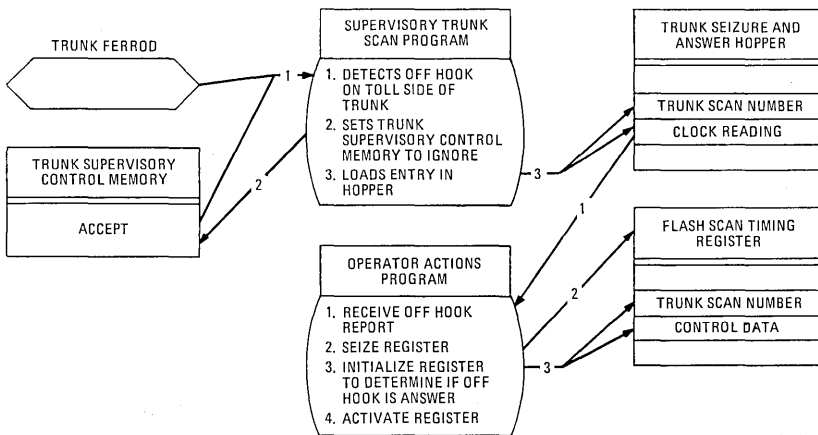 TRUNK FERROD
1
TRUNK SUPERVISORY
CONTROL MEMORY
ACCEPT
2
SUPERVISORY TRUNK
SCAN PROGRAM
1. DETECTS OFF HOOK
ON TOLL SIDE OF
TRUNK
2. SETS TRUNK
SUPERVISORY CONTROL
MEMORY TO IGNORE
3. LOADS ENTRY IN
HOPPER
3
TRUNK SEIZURE AND
ANSWER HOPPER
TRUNK SCAN NUMBER
CLOCK READING
1
OPERATOR ACTIONS
PROGRAM
1. RECEIVE OFF HOOK
REPORT
2. SEIZE REGISTER
3. INITIALIZE REGISTER
TO DETERMINE IF OFF
HOOK IS ANSWER
4. ACTIVATE REGISTER
2
3
FLASH SCAN TIMING
REGISTER
TRUNK SCAN NUMBER
CONTROL DATA